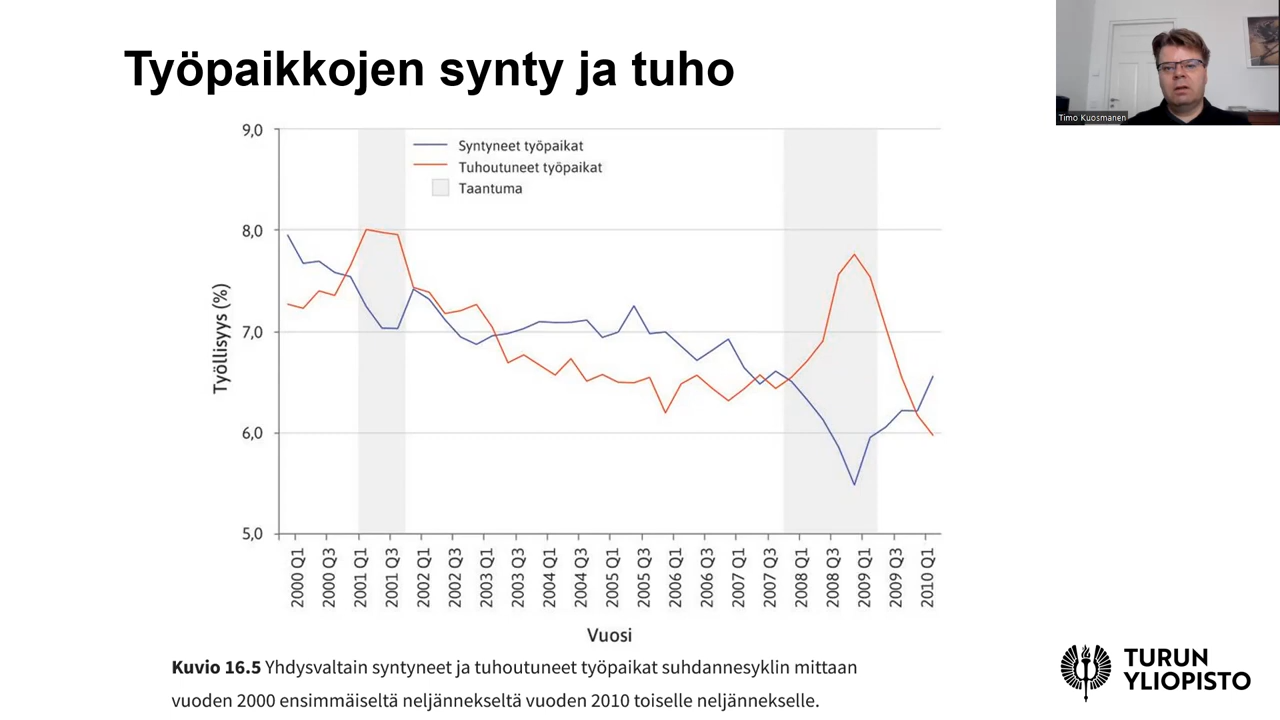 Työpaikkojen synty ja tuho
Timo Kuosmanen
9,0
8,0
7,0
6,0
5,0
Työllisyys (%)
Syntyneet työpaikat
Tuhoutuneet työpaikat
Taantuma
2000 Q1
2000 Q3
2001 Q1
2001 Q3
2002 Q1
2002 Q3
2003 Q1
2003 Q3
2004 Q1
2004 Q3
2005 Q1
2005 Q3
2006 Q1
2006 Q3
2007 Q1
2007 Q3
2008 Q1
2008 Q3
2009 Q1
2009 Q3
2010 Q1
Vuosi
Kuvio 16.5 Yhdysvaltain syntyneet ja tuhoutuneet työpaikat suhdannesyklin mittaan
vuoden 2000 ensimmäiseltä neljännekseltä vuoden 2010 toiselle neljännekselle.
TURUN
YLIOPISTO